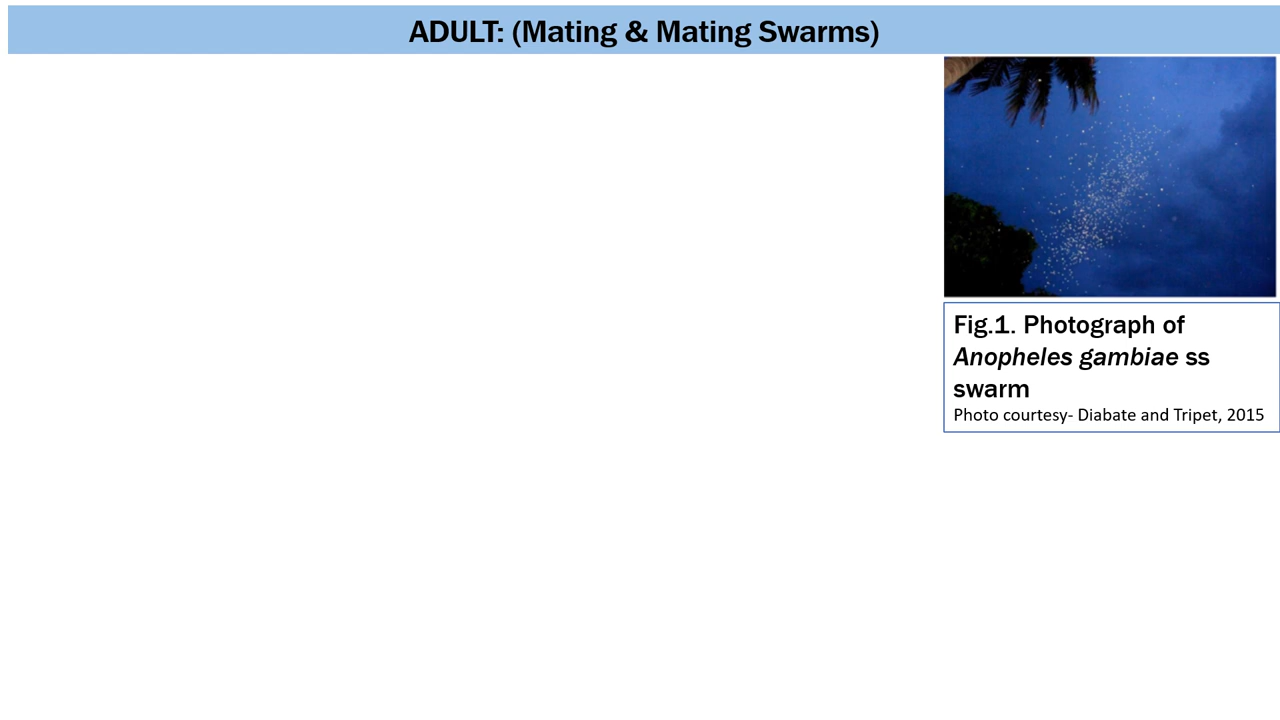 ADULT: (Mating & Mating Swarms)
Fig.1. Photograph of
Anopheles gambiae ss
swarm
Photo courtesy- Diabate and Tripet, 2015